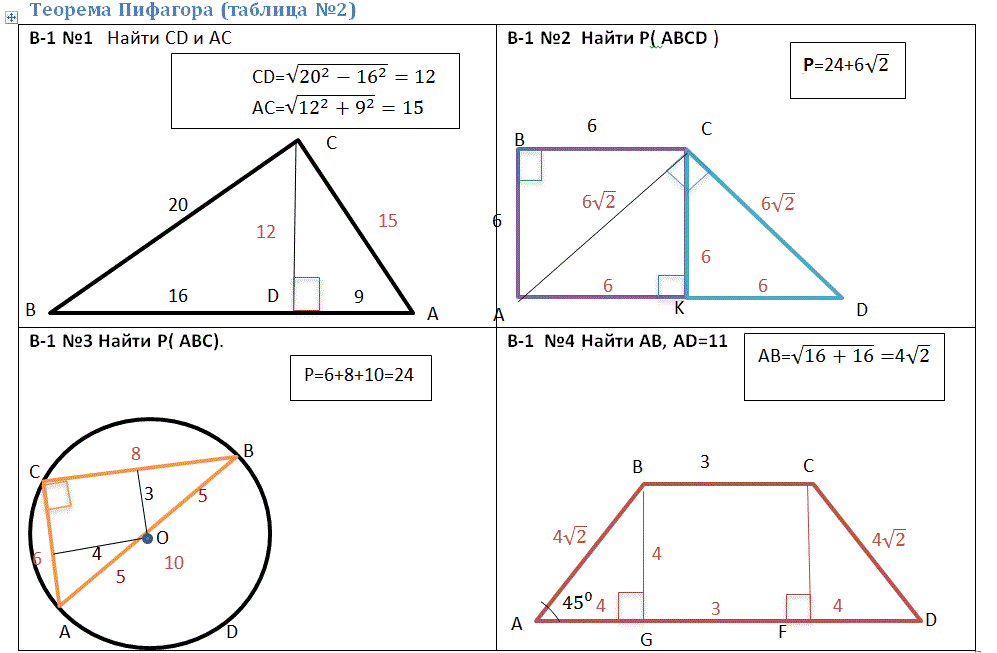 Теорема Пифагора (таблица №2)
В-1 №1 Найти CD и AC
CD=√(20² − 16²) = 12
AC=√(12² + 9²) = 15
C
20
12
15
B
16
D
9
A
В-1 №2 Найти P( ABCD )
P=24+6√2
6
B
C
6√2
6√2
6
6
6
6
A
K
D
В-1 №3 Найти P( ABC).
P=6+8+10=24
B
8
C
3
5
O
6
4
10
5
A
D
В-1 №4 Найти AB, AD=11
AB=√(16 + 16) =4√2
B
3
C
4√2
4√2
4
45⁰
4
3
4
A
G
F
D